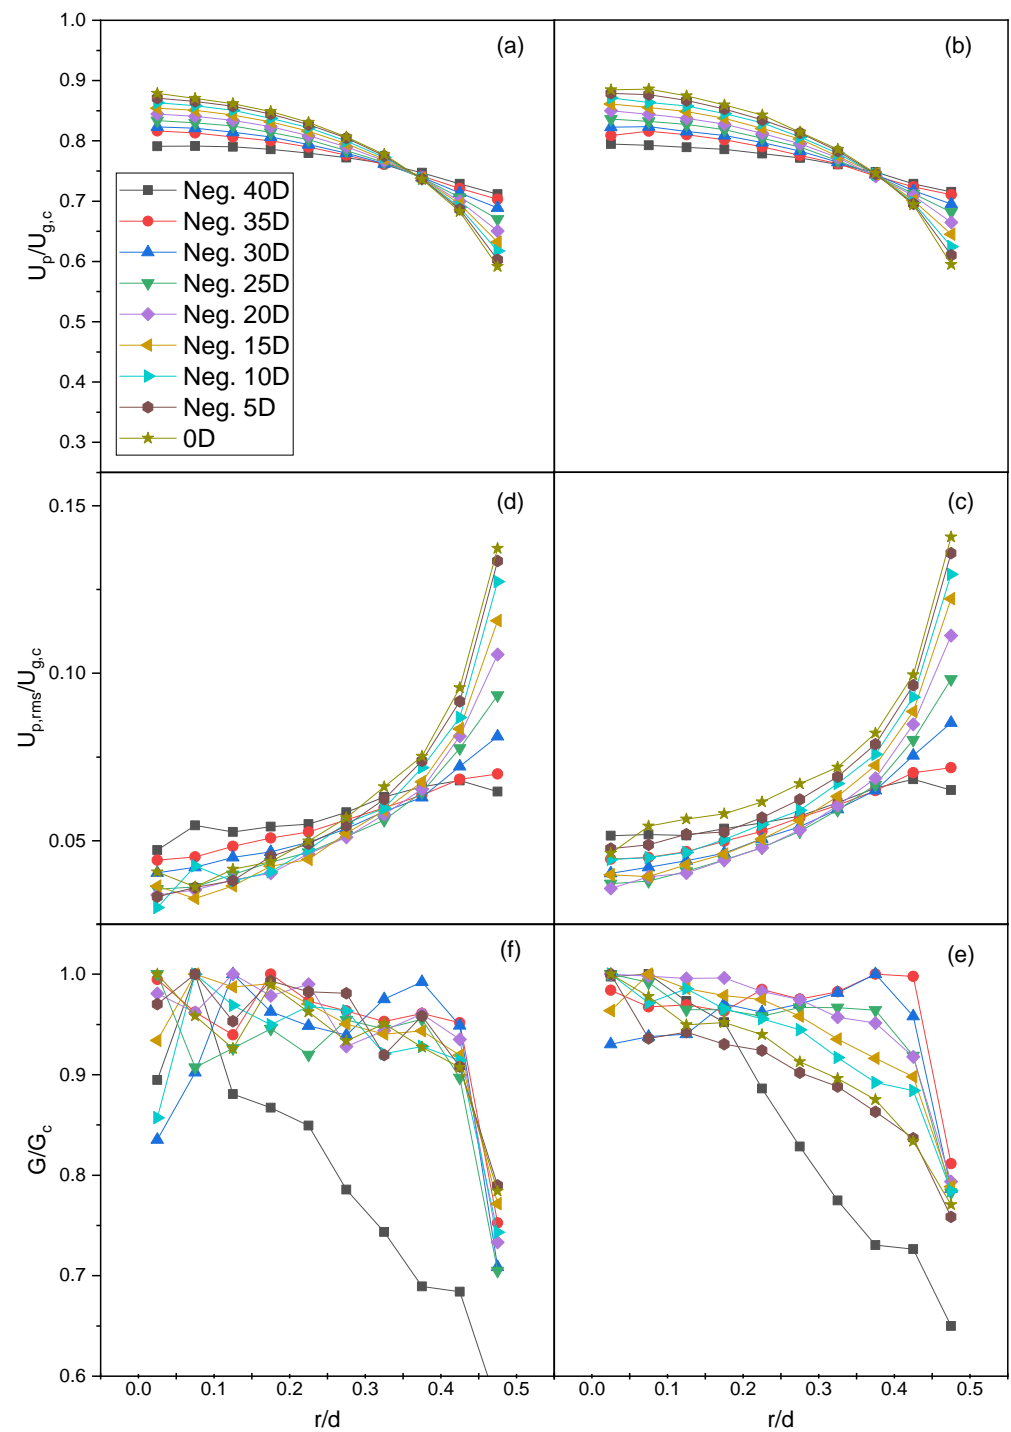 (a)
(b)
1.0
0.9
0.8
0.7
0.6
0.5
0.4
0.3
Up/Ug,c
Neg. 40D
Neg. 35D
Neg. 30D
Neg. 25D
Neg. 20D
Neg. 15D
Neg. 10D
Neg. 5D
0D
(d)
(c)
0.15
0.10
0.05
Up,rms/Ug,c
(f)
(e)
1.0
0.9
0.8
0.7
0.6
G/Gc
0.0 0.1 0.2 0.3 0.4 0.5
0.0 0.1 0.2 0.3 0.4 0.5
r/d
r/d